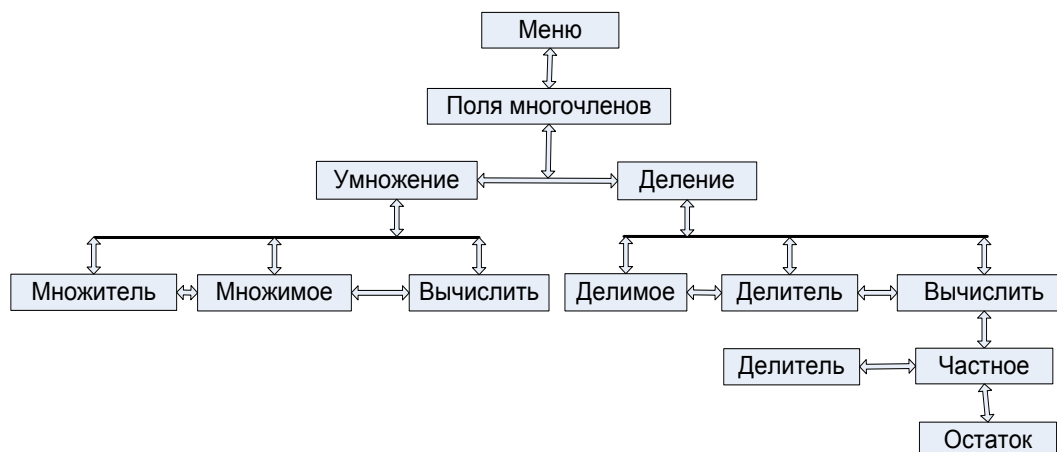 Меню
Поля многочленов
Умножение
Деление
Множитель
Множимое
Вычислить
Делимое
Делитель
Вычислить
Делитель
Частное
Остаток